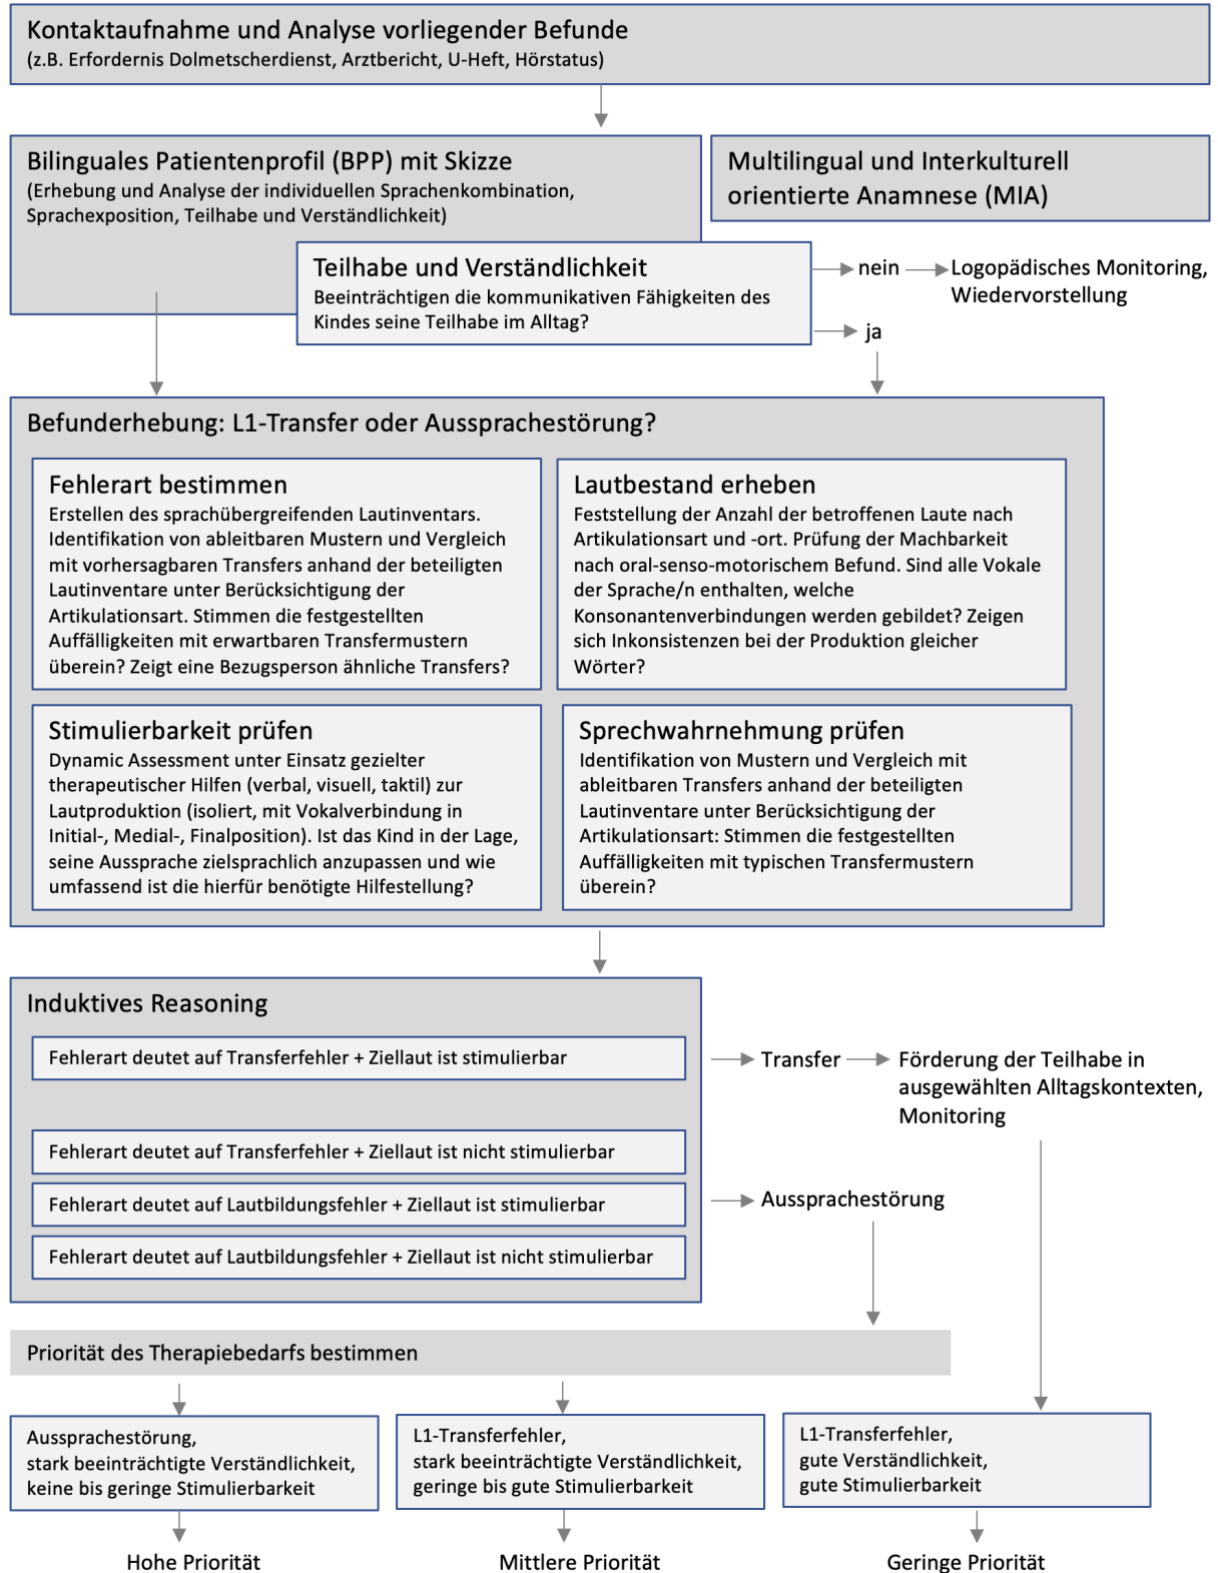 Kontaktaufnahme und Analyse vorliegender Befunde
(z.B. Erfordernis Dolmetscherdienst, Arztbericht, U-Heft, Hörstatus)
Bilinguales Patientenprofil (BPP) mit Skizze
(Erhebung und Analyse der individuellen Sprachenkombination,
Sprachexposition, Teilhabe und Verständlichkeit)
Multilingual und Interkulturell
orientierte Anamnese (MIA)
Teilhabe und Verständlichkeit
Beeinträchtigen die kommunikativen Fähigkeiten des
Kindes seine Teilhabe im Alltag?
nein
Logopädisches Monitoring,
Wiedervorstellung
ja
Befunderhebung: L1-Transfer oder Aussprachestörung?
Fehlerart bestimmen
Erstellen des sprachübergreifenden Lautinventars.
Identifikation von ableitbaren Mustern und Vergleich
mit vorhersagbaren Transfers anhand der beteiligten
Lautinventare unter Berücksichtigung der
Artikulationsart. Stimmen die festgestellten
Auffälligkeiten mit erwartbaren Transfermustern
überein? Zeigt eine Bezugsperson ähnliche Transfers?
Lautbestand erheben
Feststellung der Anzahl der betroffenen Laute nach
Artikulationsart und -ort. Prüfung der Machbarkeit
nach oral-senso-motorischem Befund. Sind alle Vokale
der Sprache/n enthalten, welche
Konsonantenverbindungen werden gebildet? Zeigen
sich Inkonsistenzen bei der Produktion gleicher
Wörter?
Stimulierbarkeit prüfen
Dynamic Assessment unter Einsatz gezielter
therapeutischer Hilfen (verbal, visuell, taktil) zur
Lautproduktion (isoliert, mit Vokalverbindung in
Initial-, Medial-, Finalposition). Ist das Kind in der Lage,
seine Aussprache zielsprachlich anzupassen und wie
umfassend ist die hierfür benötigte Hilfestellung?
Sprechwahrnehmung prüfen
Identifikation von Mustern und Vergleich mit
ableitbaren Transfers anhand der beteiligten
Lautinventare unter Berücksichtigung der
Artikulationsart: Stimmen die festgestellten
Auffälligkeiten mit typischen Transfermustern
überein?
Induktives Reasoning
Fehlerart deutet auf Transferfehler + Ziellaut ist stimulierbar
Transfer
Förderung der Teilhabe in
ausgewählten Alltagskontexten,
Monitoring
Fehlerart deutet auf Transferfehler + Ziellaut ist nicht stimulierbar
Fehlerart deutet auf Lautbildungsfehler + Ziellaut ist stimulierbar
Aussprachestörung
Fehlerart deutet auf Lautbildungsfehler + Ziellaut ist nicht stimulierbar
Priorität des Therapiebedarfs bestimmen
Aussprachestörung,
stark beeinträchtigte Verständlichkeit,
keine bis geringe Stimulierbarkeit
L1-Transferfehler,
stark beeinträchtigte Verständlichkeit,
geringe bis gute Stimulierbarkeit
L1-Transferfehler,
gute Verständlichkeit,
gute Stimulierbarkeit
Hohe Priorität
Mittlere Priorität
Geringe Priorität